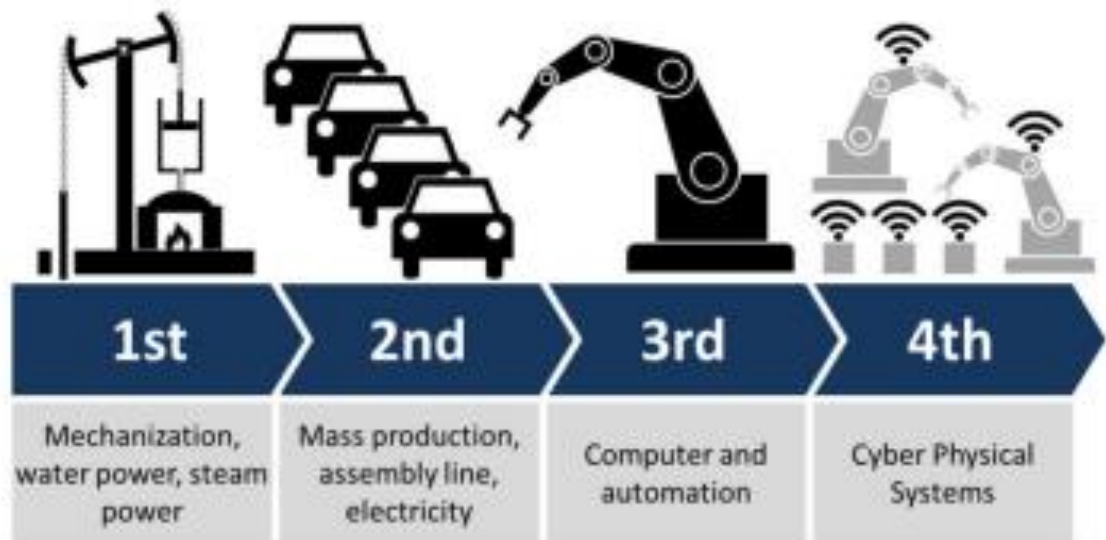 1st
2nd
3rd
4th
Mechanization,
water power, steam
power
Mass production,
assembly line,
electricity
Computer and
automation
Cyber Physical
Systems